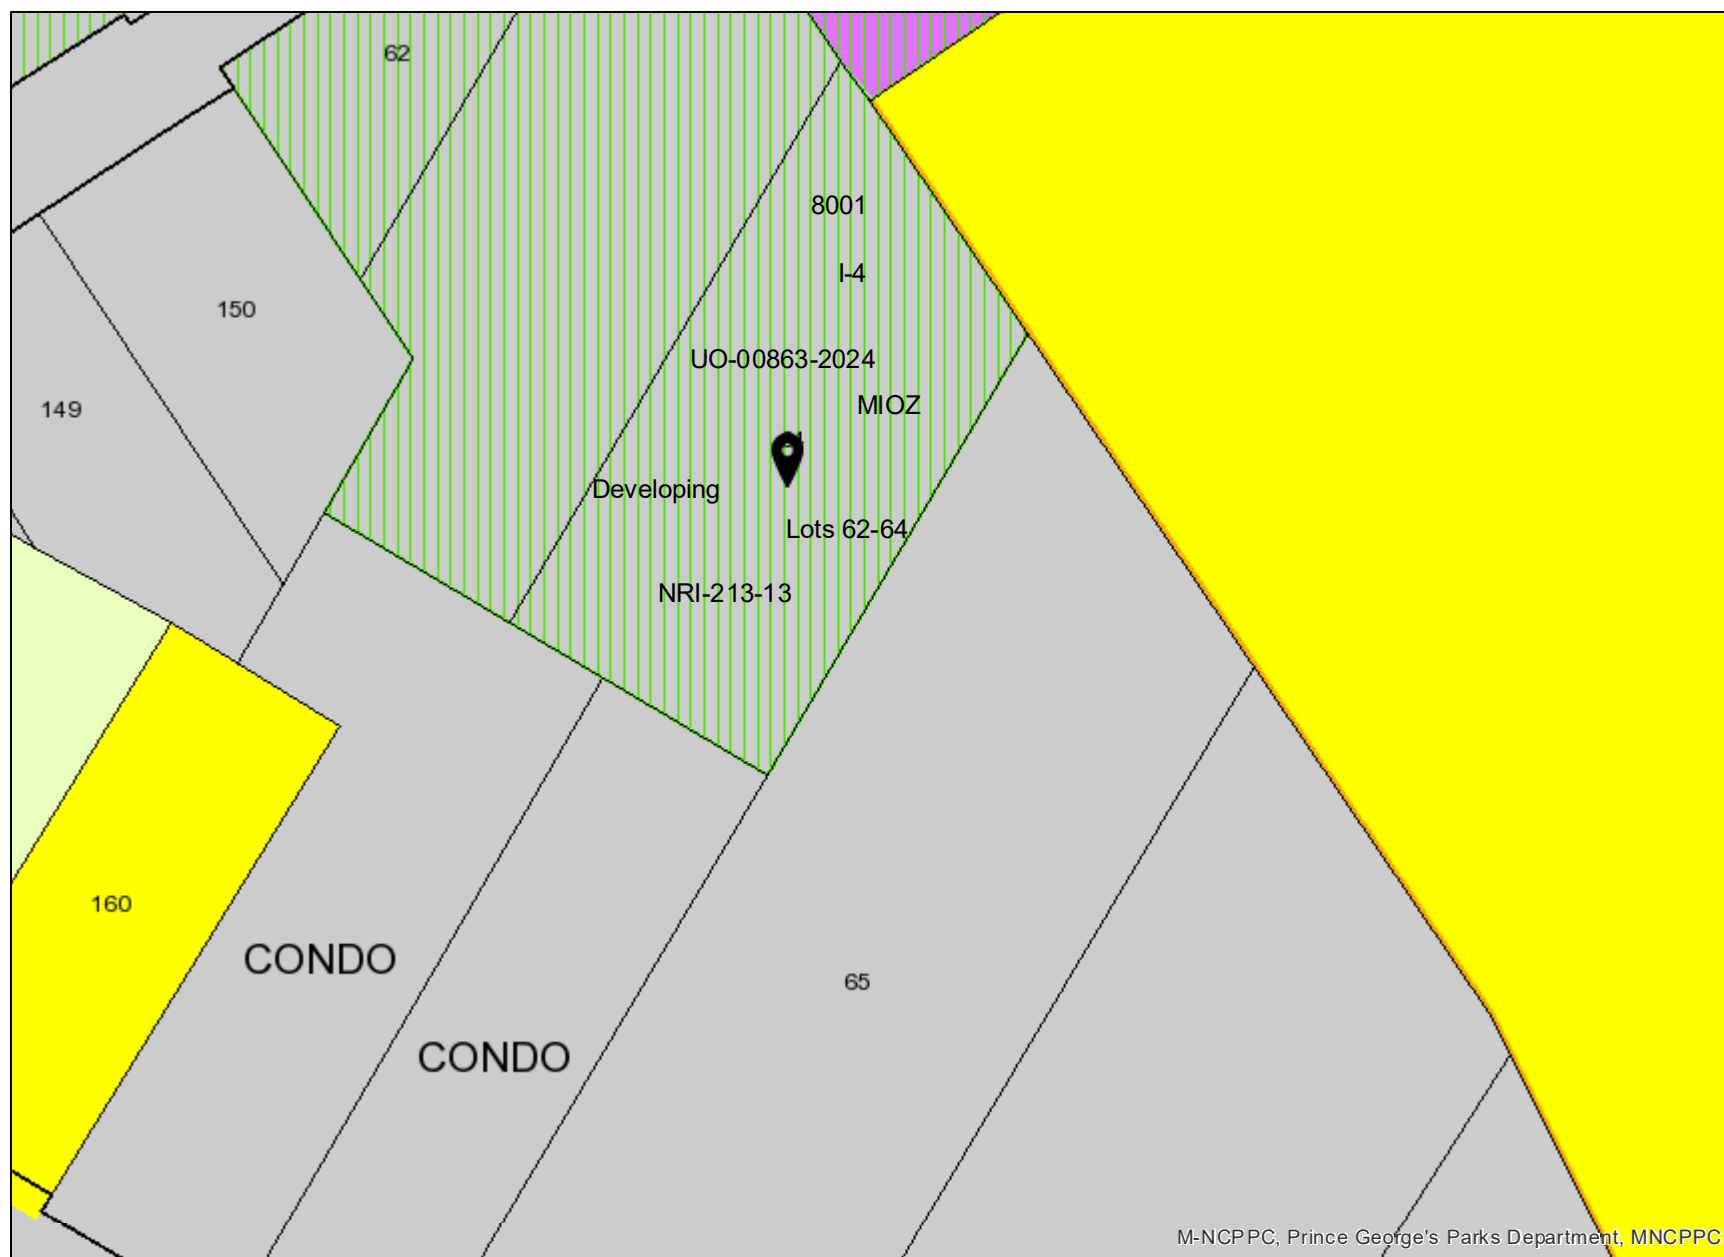 62
8001
I-4
150
UO-00863-2024
149
MIOZ
Developing
Lots 62-64
NRI-213-13
160
CONDO
65
CONDO
M-NCPPC, Prince George's Parks Department, MNCPPC